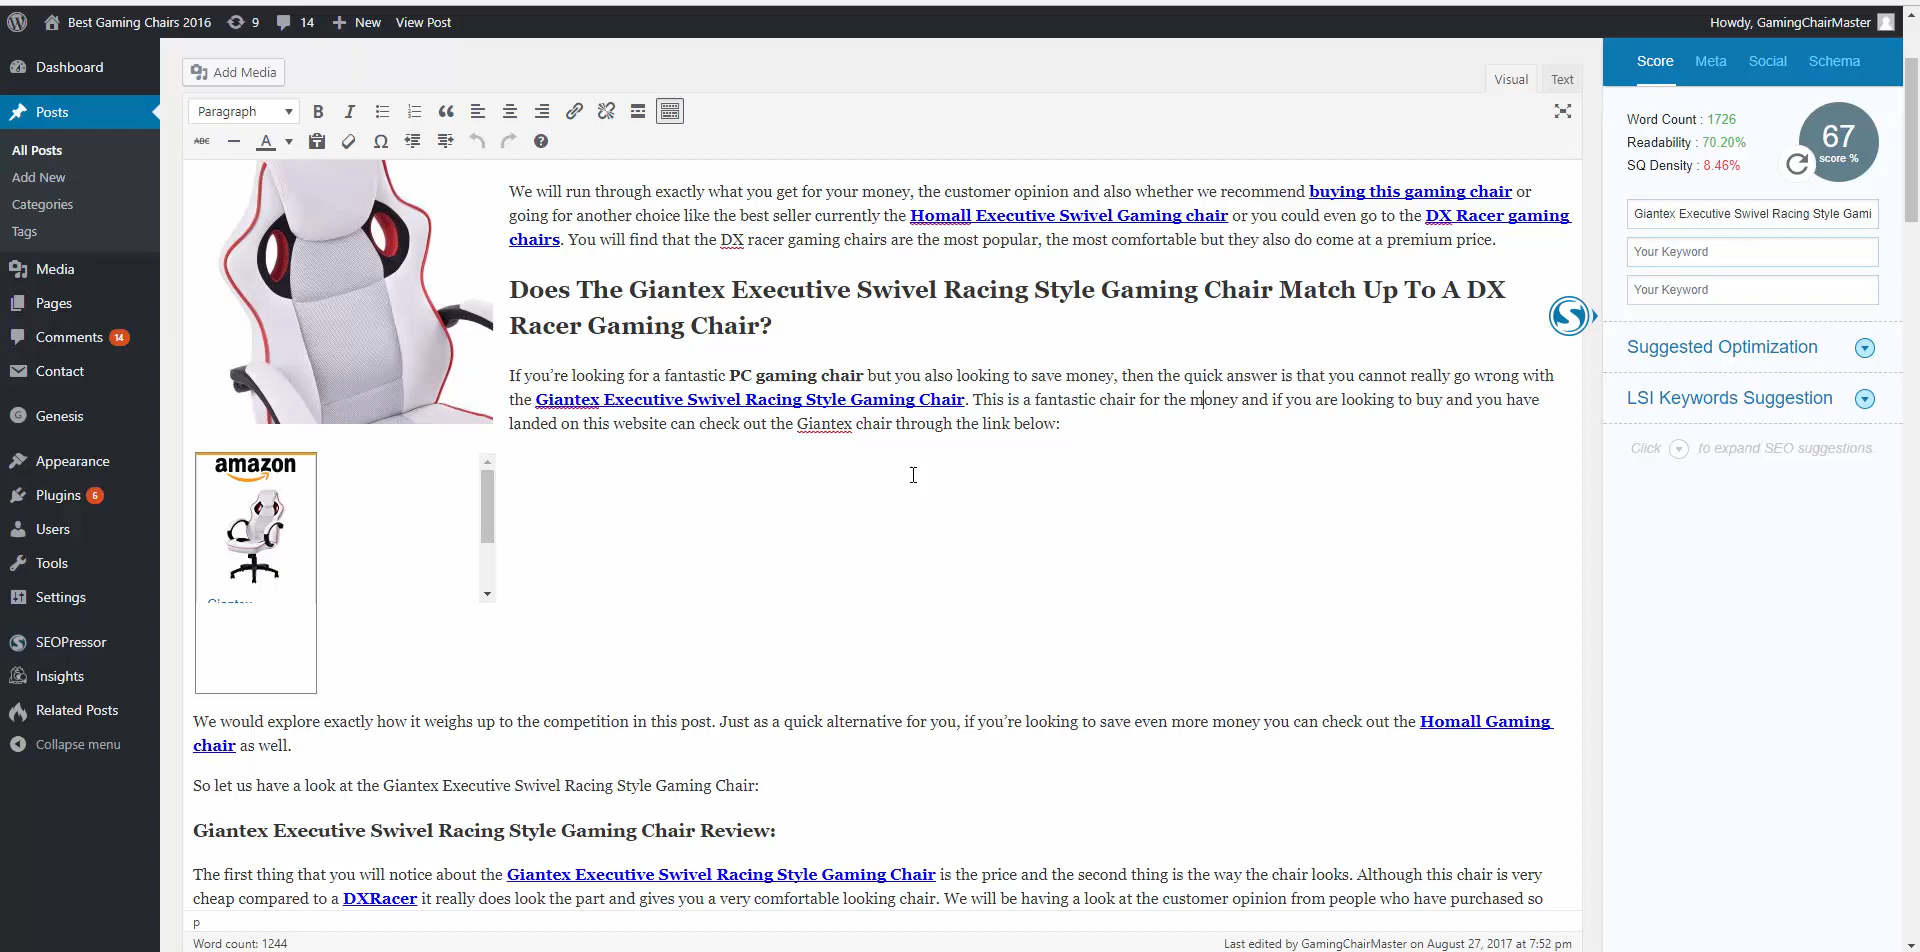 Best Gaming Chairs 2016 9 14 New View Post Howdy, GamingChairMaster
Dashboard
Posts
All Posts
Add New
Categories
Tags
Media
Pages
Comments 14
Contact
Genesis
Appearance
Plugins 6
Users
Tools
Settings
SEOPressor
Insights
Related Posts
Collapse menu
Add Media
Visual Text
Paragraph
ABC
We will run through exactly what you get for your money, the customer opinion and also whether we recommend buying this gaming chair or
going for another choice like the best seller currently the Homall Executive Swivel Gaming chair or you could even go to the DX Racer gaming
chairs. You will find that the DX racer gaming chairs are the most popular, the most comfortable but they also do come at a premium price.
Does The Giantex Executive Swivel Racing Style Gaming Chair Match Up To A DX
Racer Gaming Chair?
If you’re looking for a fantastic PC gaming chair but you also looking to save money, then the quick answer is that you cannot really go wrong with
the Giantex Executive Swivel Racing Style Gaming Chair. This is a fantastic chair for the money and if you are looking to buy and you have
landed on this website can check out the Giantex chair through the link below:
amazon
We would explore exactly how it weighs up to the competition in this post. Just as a quick alternative for you, if you’re looking to save even more money you can check out the Homall Gaming
chair as well.
So let us have a look at the Giantex Executive Swivel Racing Style Gaming Chair:
Giantex Executive Swivel Racing Style Gaming Chair Review:
The first thing that you will notice about the Giantex Executive Swivel Racing Style Gaming Chair is the price and the second thing is the way the chair looks. Although this chair is very
cheap compared to a DXRacer it really does look the part and gives you a very comfortable looking chair. We will be having a look at the customer opinion from people who have purchased so
p
Word count: 1244 Last edited by GamingChairMaster on August 27, 2017 at 7:52 pm
Score Meta Social Schema
Word Count : 1726
Readability : 70.20%
SQ Density : 8.46%
67
score %
Giantex Executive Swivel Racing Style Gami
Your Keyword
Your Keyword
Suggested Optimization
LSI Keywords Suggestion
Click to expand SEO suggestions.